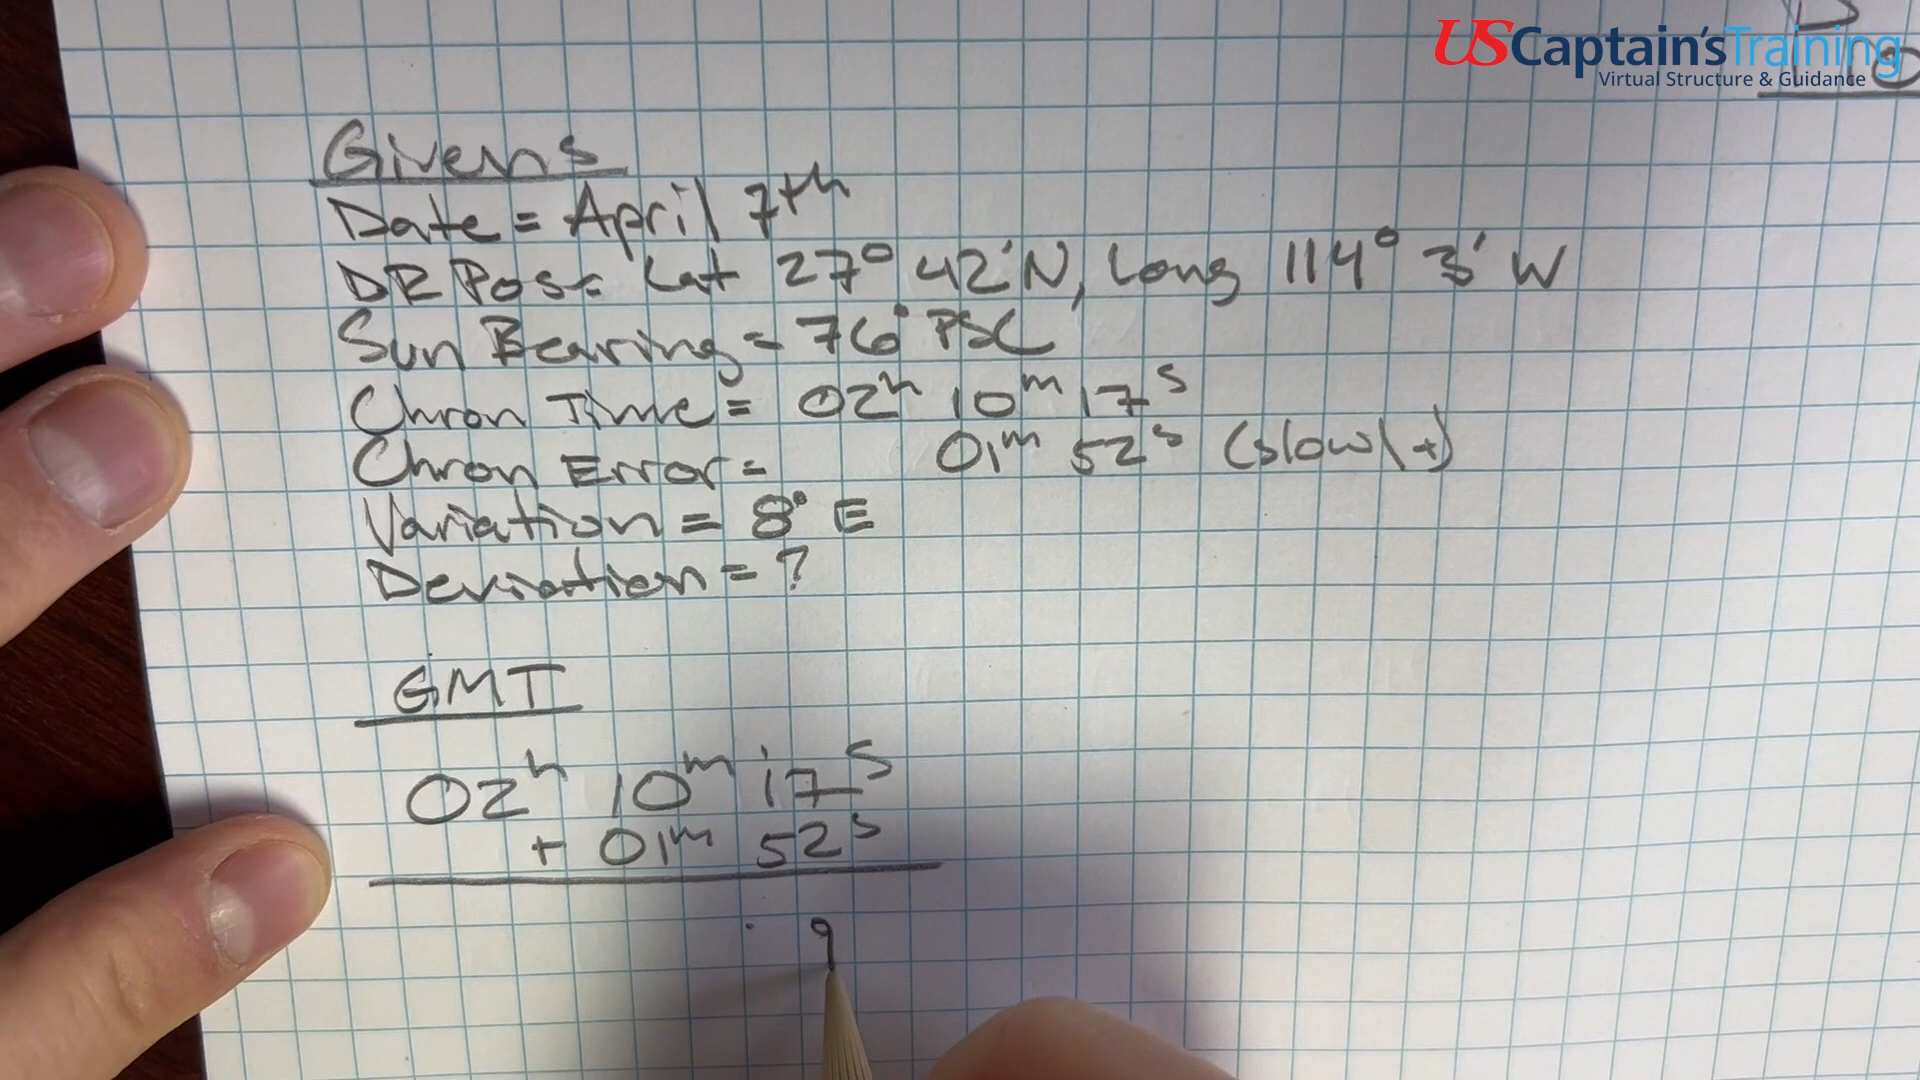 USCaptain'sTraining
Virtual Structure & Guidance
Givens
Date = April 7th
DR Pos = Lat 27° 42'N, Long 114° 3' W
Sun Bearing = 76° PSC
Chron Time = 02h 10m 17s
Chron Error = 01m 52s (slow/+)
Variation = 8° E
Deviation = ?
GMT
02h 10m 17s
+ 01m 52s
9